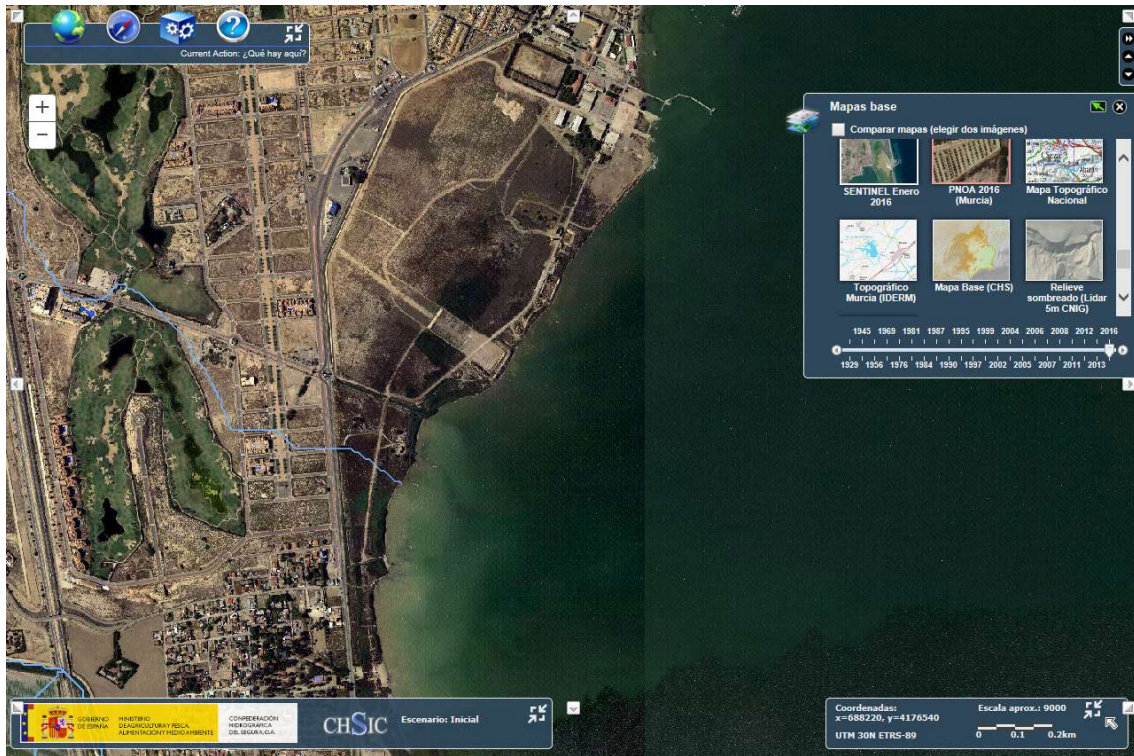 Current Action: ¿Qué hay aquí?
+
−
Mapas base
Comparar mapas (elegir dos imágenes)
SENTINEL Enero
2016
PNOA 2016
(Murcia)
Mapa Topográfico
Nacional
Topográfico
Murcia (IDERM)
Mapa Base (CHS)
Relieve
sombreado (Lidar
5m CNIG)
1945 1969 1981 1987 1995 1999 2004 2006 2008 2012 2016
1929 1956 1976 1984 1990 1997 2002 2005 2007 2011 2013
GOBIERNO
DE ESPAÑA
MINISTERIO
DE AGRICULTURA Y PESCA,
ALIMENTACIÓN Y MEDIO AMBIENTE
CONFEDERACIÓN
HIDROGRÁFICA
DEL SEGURA, O.A.
CHSIC
Escenario: Inicial
Coordenadas:
x=688220, y=4176540
UTM 30N ETRS-89
Escala aprox.: 9000
0 0.1 0.2km